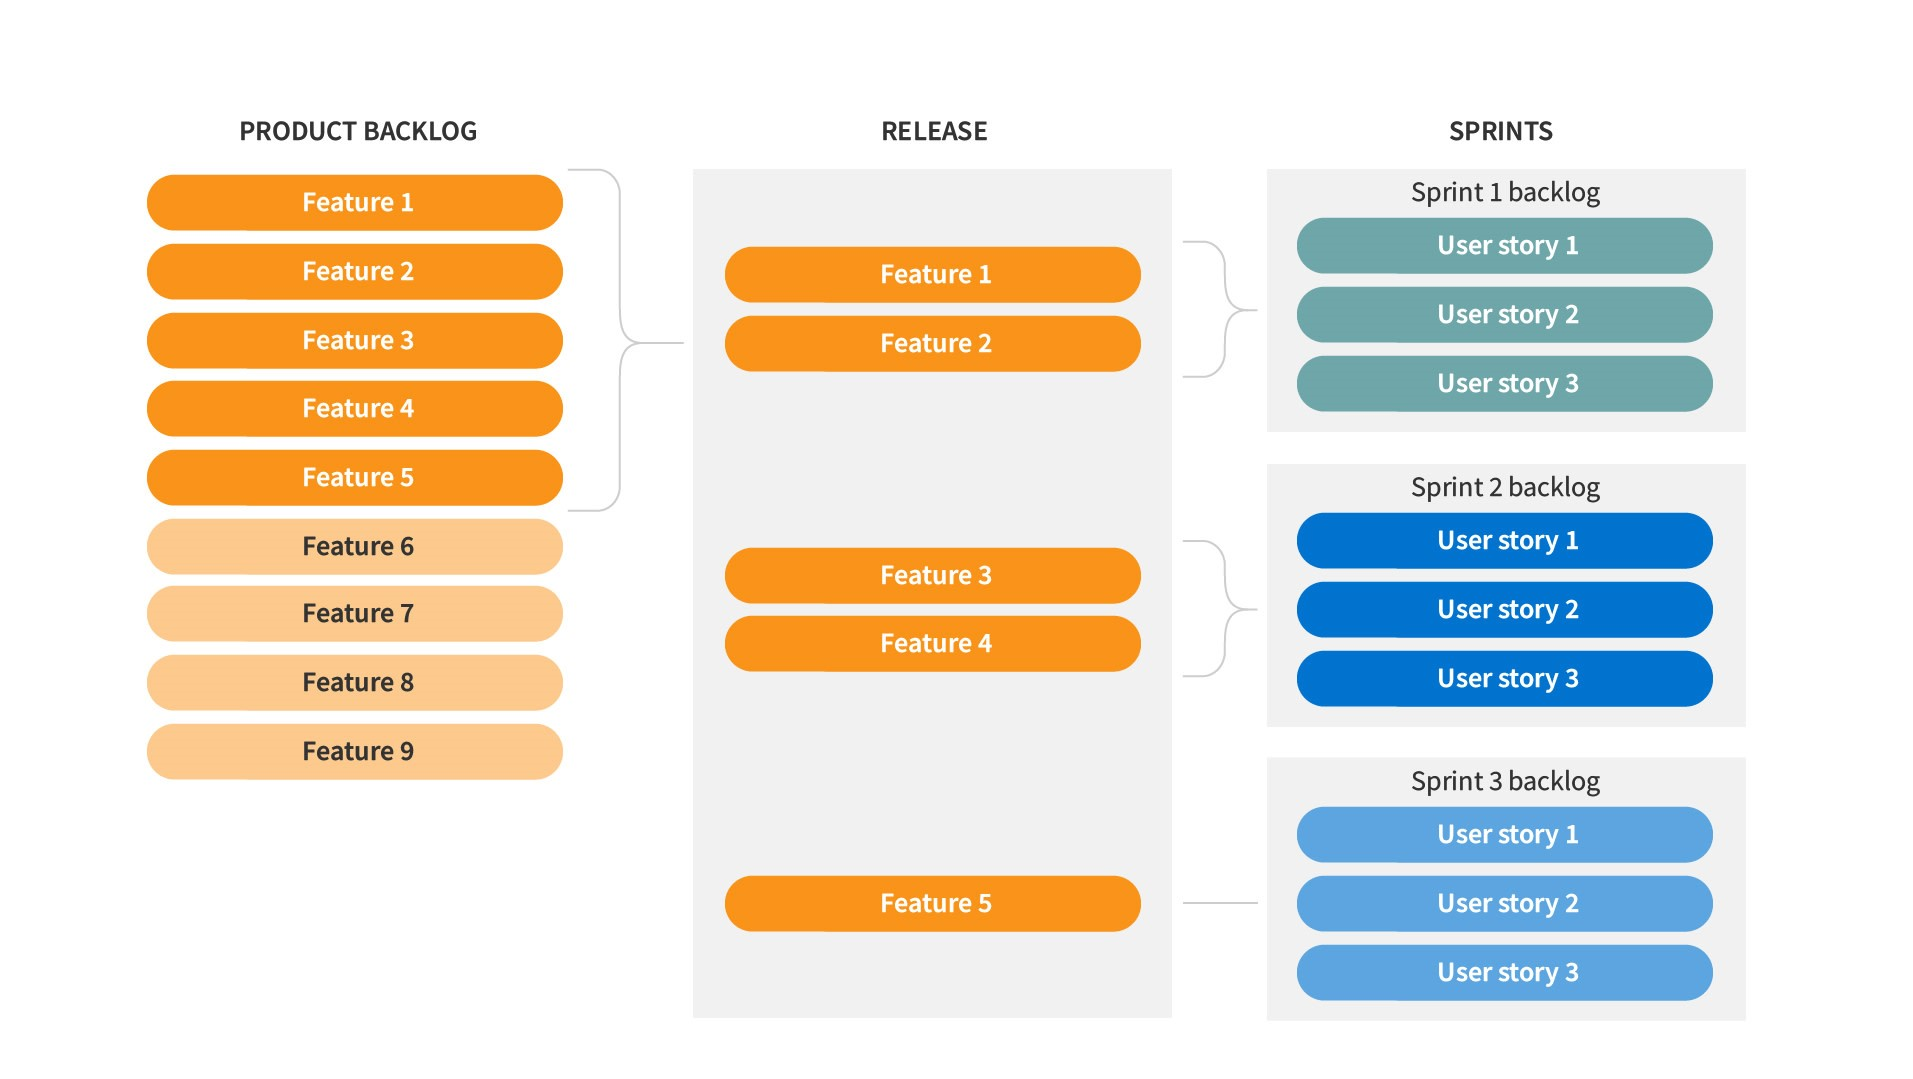 PRODUCT BACKLOG
Feature 1
Feature 2
Feature 3
Feature 4
Feature 5
Feature 6
Feature 7
Feature 8
Feature 9
RELEASE
Feature 1
Feature 2
Feature 3
Feature 4
Feature 5
SPRINTS
Sprint 1 backlog
User story 1
User story 2
User story 3
Sprint 2 backlog
User story 1
User story 2
User story 3
Sprint 3 backlog
User story 1
User story 2
User story 3